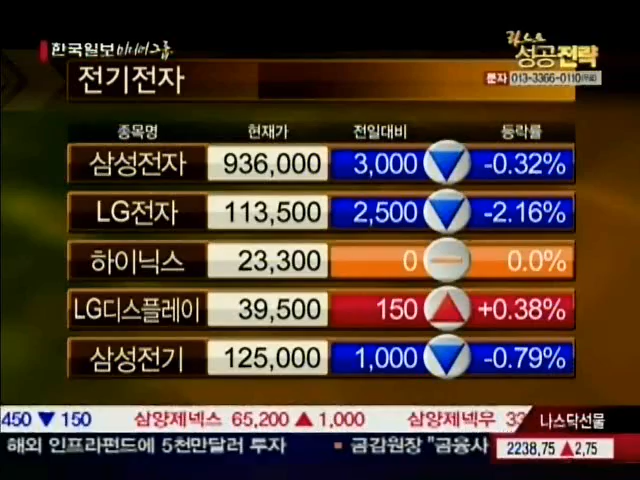 한국일보 미디어그룹
성공전략
전기전자
문자 013-3366-0110
종목명 현재가 전일대비 등락률
삼성전자 936,000 3,000 ▼ -0.32%
LG전자 113,500 2,500 ▼ -2.16%
하이닉스 23,300 0 - 0.0%
LG디스플레이 39,500 150 ▲ +0.38%
삼성전기 125,000 1,000 ▼ -0.79%
450 ▼ 150 삼양제넥스 65,200 ▲ 1,000 삼양제넥우 나스닥선물
해외 인프라펀드에 5천만달러 투자 ▪ 금감원장 "금융사 2238,75 ▲2,75